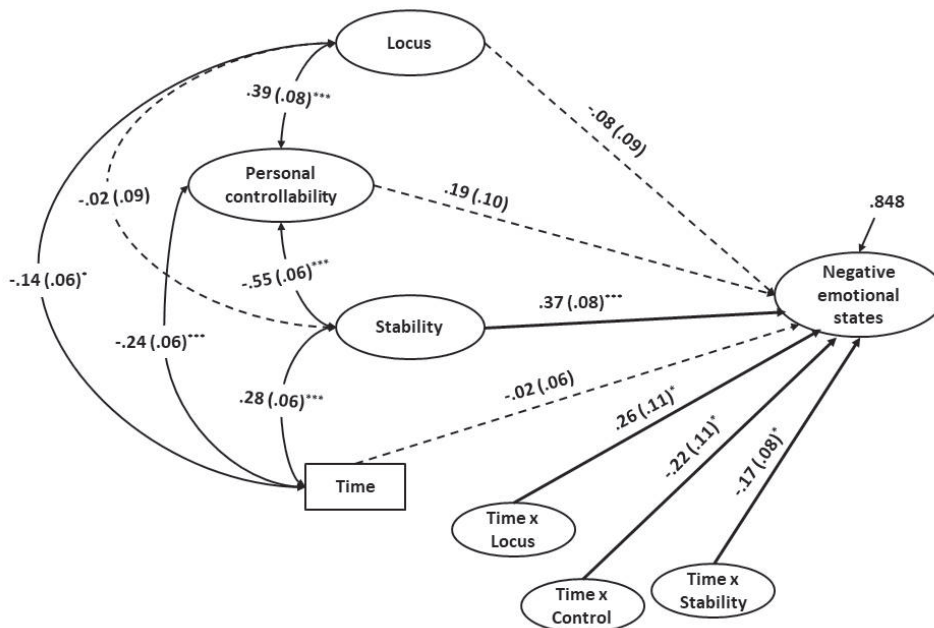 Locus
.39 (.08)***
-.08 (.09)
Personal
controllability
-.02 (.09)
.19 (.10)
.848
Negative
emotional
states
-.14 (.06)*
-.55 (.06)***
.37 (.08)***
Stability
-.24 (.06)***
.28 (.06)***
-.02 (.06)
.26 (.11)*
-.22 (.11)*
-.17 (.08)*
Time
Time x
Locus
Time x
Control
Time x
Stability